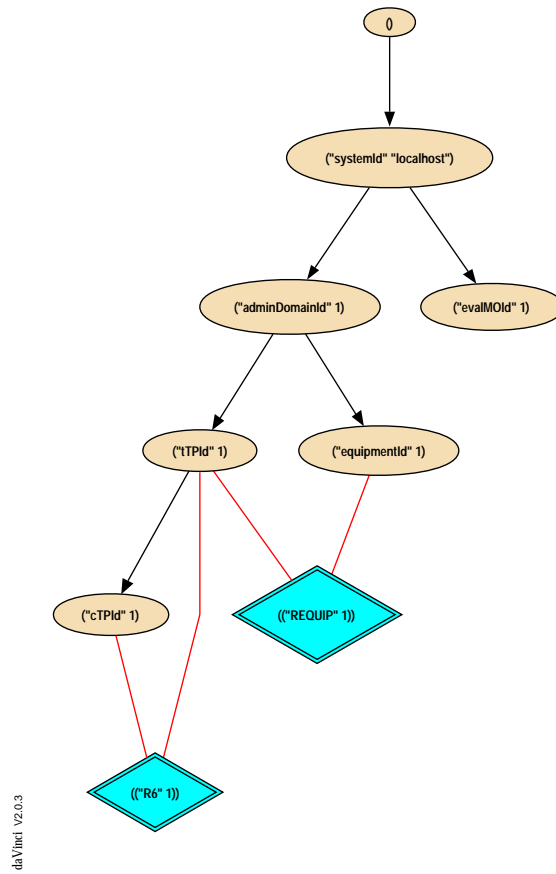 ()
("systemId" "localhost")
("adminDomainId" 1)
("evalMOId" 1)
("tTPId" 1)
("equipmentId" 1)
("cTPId" 1)
(("REQUIP" 1))
(("R6" 1))
daVinci V2.0.3